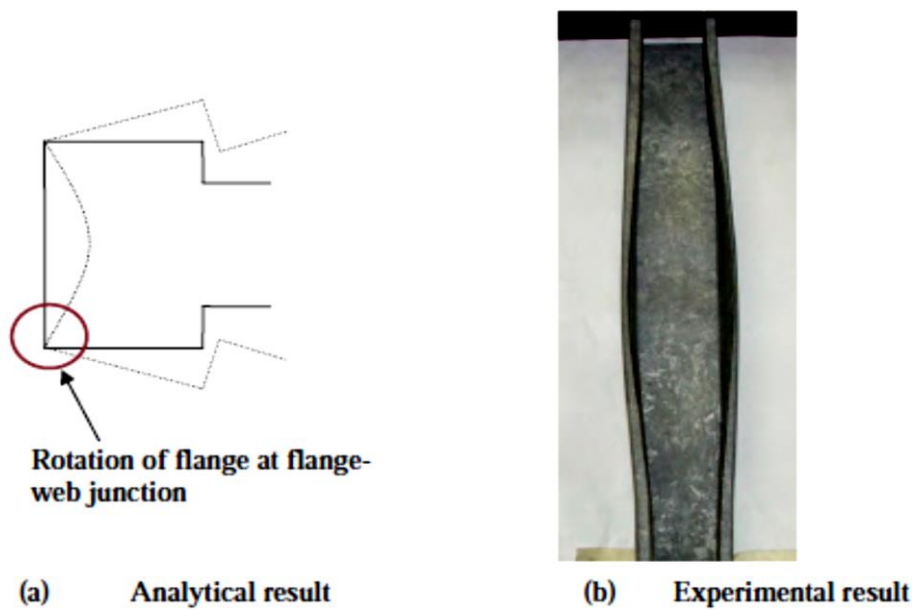 Rotation of flange at flange-
web junction
(a) Analytical result
(b) Experimental result